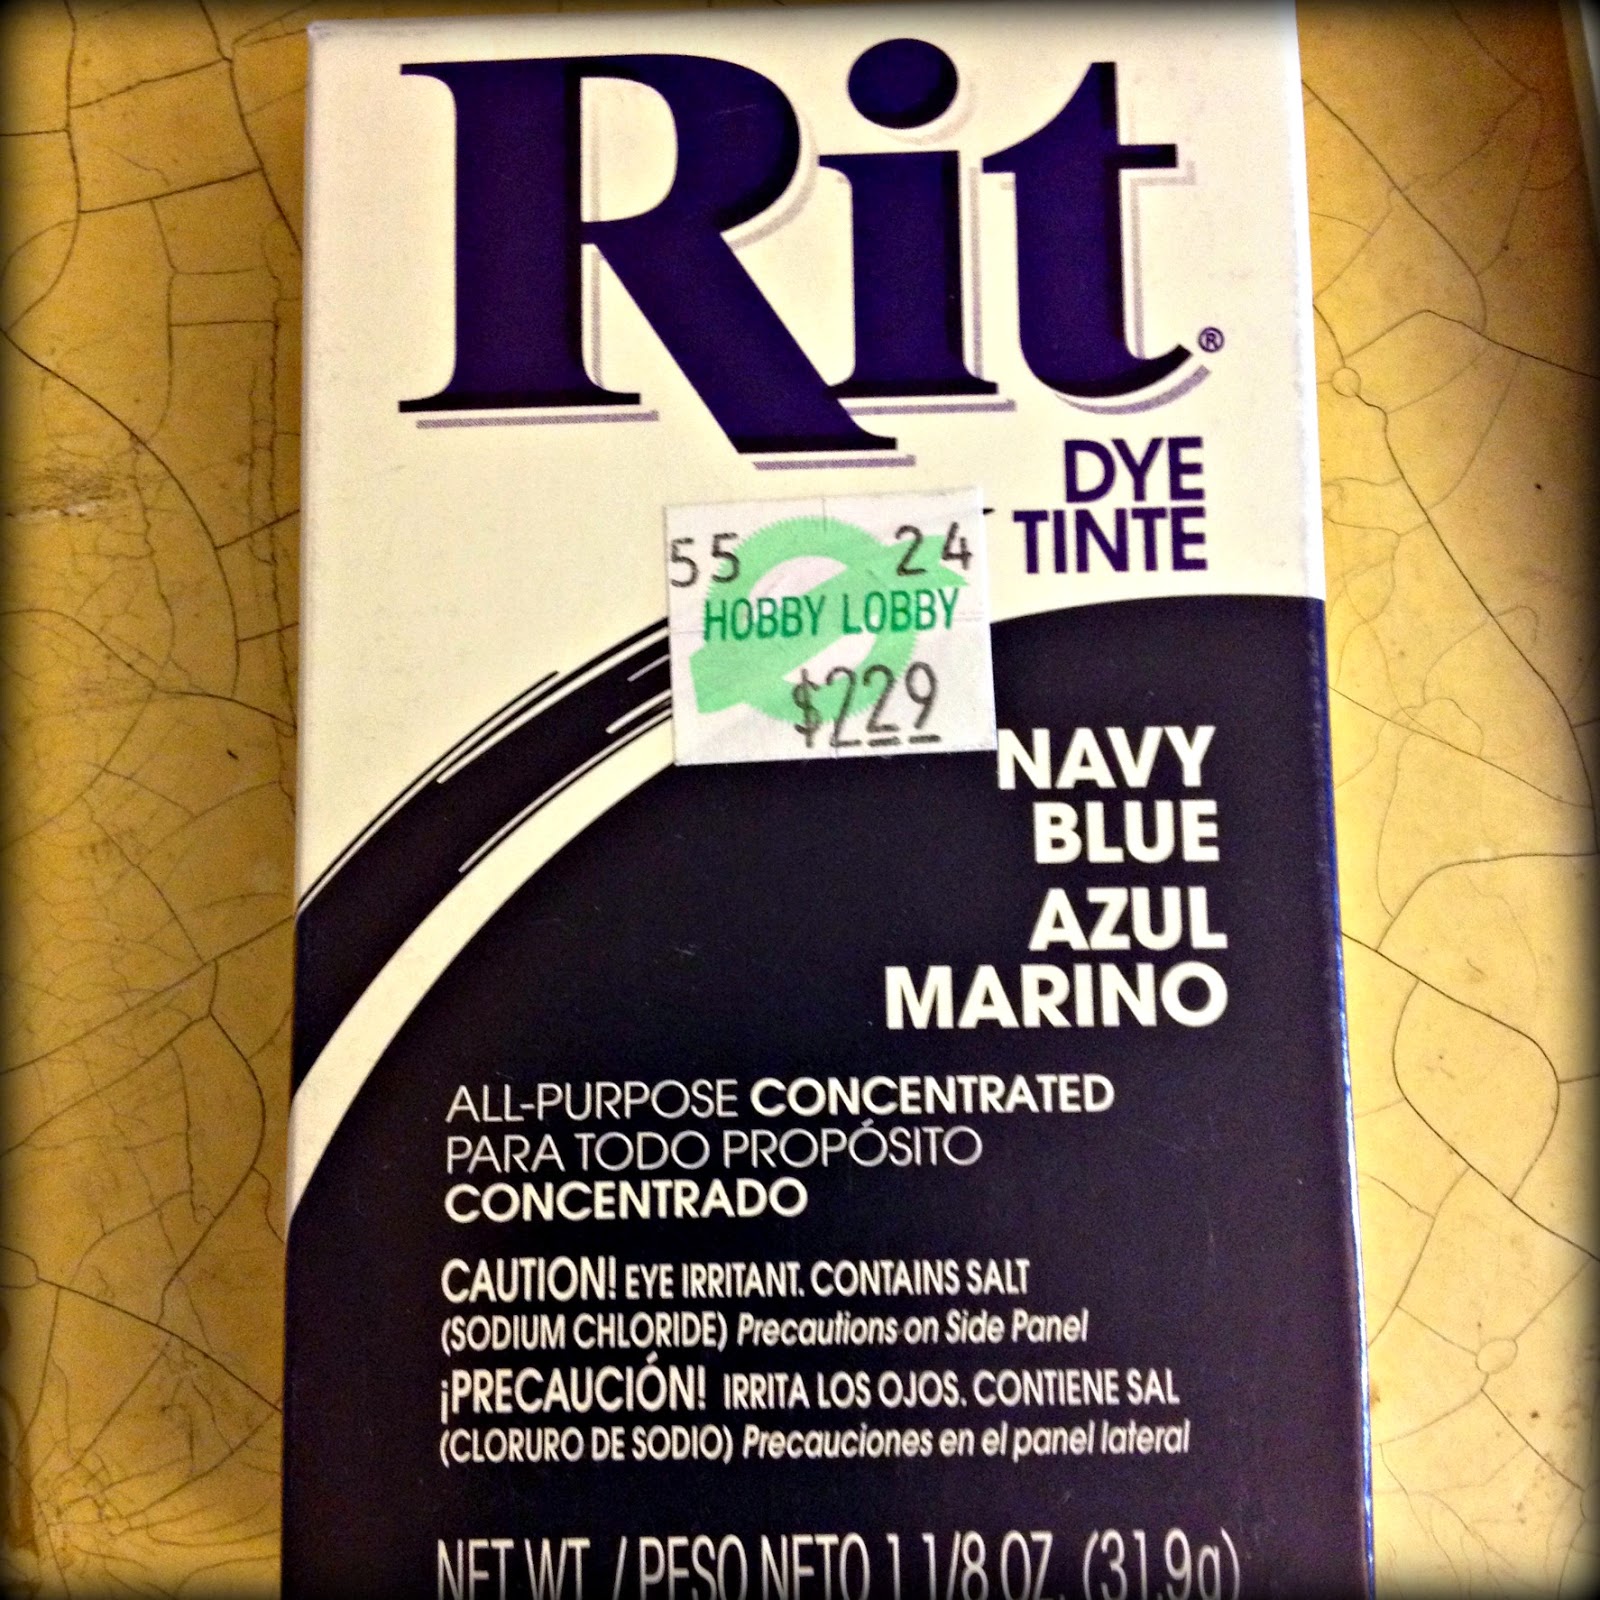 Rit®
DYE
TINTE
55 24
HOBBY LOBBY
$2.29
NAVY
BLUE
AZUL
MARINO
ALL-PURPOSE CONCENTRATED
PARA TODO PROPÓSITO
CONCENTRADO
CAUTION! EYE IRRITANT. CONTAINS SALT
(SODIUM CHLORIDE) Precautions on Side Panel
¡PRECAUCIÓN! IRRITA LOS OJOS. CONTIENE SAL
(CLORURO DE SODIO) Precauciones en el panel lateral
NET WT. / PESO NETO 1 1/8 OZ. (31.9g)